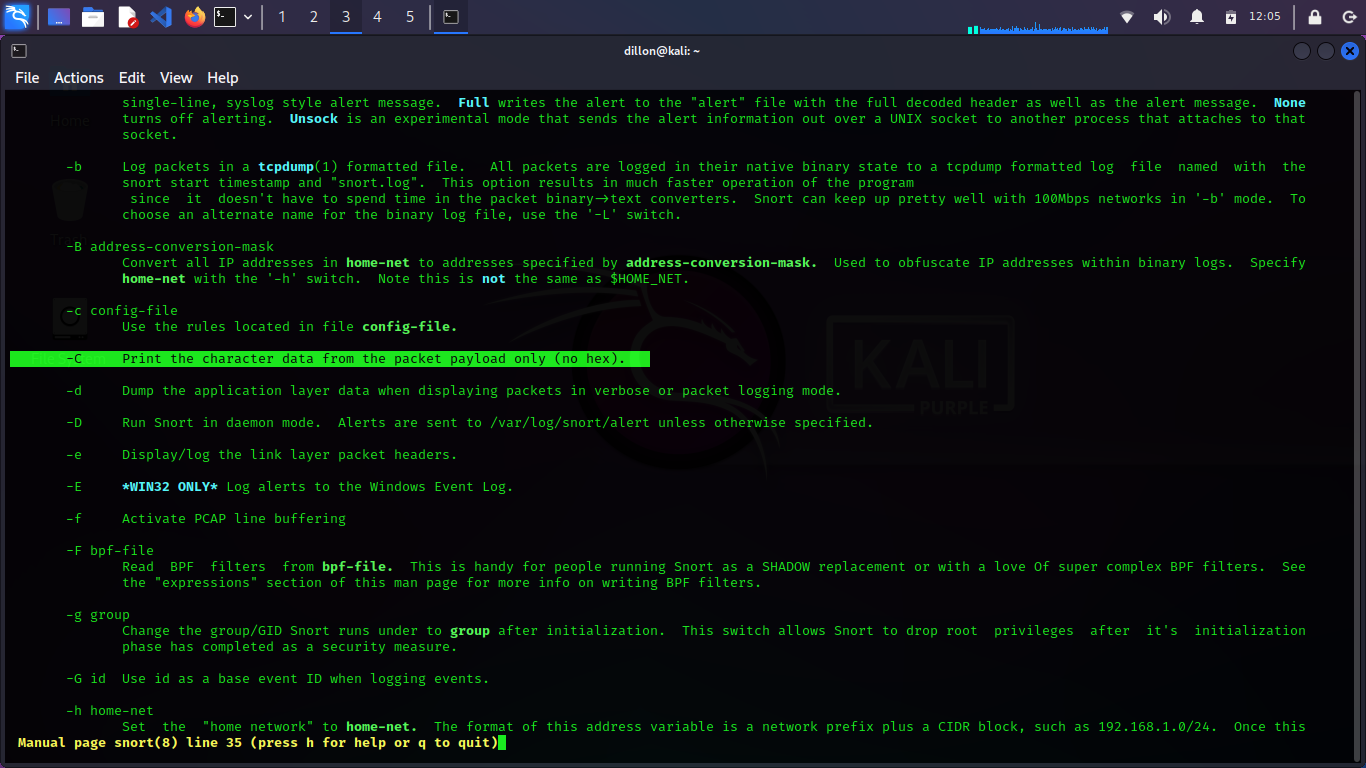 1 2 3 4 5
12:05
dillon@kali: ~
File Actions Edit View Help
single-line, syslog style alert message. Full writes the alert to the "alert" file with the full decoded header as well as the alert message. None
turns off alerting. Unsock is an experimental mode that sends the alert information out over a UNIX socket to another process that attaches to that
socket.
-b Log packets in a tcpdump(1) formatted file. All packets are logged in their native binary state to a tcpdump formatted log file named with the
snort start timestamp and "snort.log". This option results in much faster operation of the program
since it doesn't have to spend time in the packet binary->text converters. Snort can keep up pretty well with 100Mbps networks in '-b' mode. To
choose an alternate name for the binary log file, use the '-L' switch.
-B address-conversion-mask
Convert all IP addresses in home-net to addresses specified by address-conversion-mask. Used to obfuscate IP addresses within binary logs. Specify
home-net with the '-h' switch. Note this is not the same as $HOME_NET.
-c config-file
Use the rules located in file config-file.
-C Print the character data from the packet payload only (no hex).
-d Dump the application layer data when displaying packets in verbose or packet logging mode.
-D Run Snort in daemon mode. Alerts are sent to /var/log/snort/alert unless otherwise specified.
-e Display/log the link layer packet headers.
-E *WIN32 ONLY* Log alerts to the Windows Event Log.
-f Activate PCAP line buffering
-F bpf-file
Read BPF filters from bpf-file. This is handy for people running Snort as a SHADOW replacement or with a love Of super complex BPF filters. See
the "expressions" section of this man page for more info on writing BPF filters.
-g group
Change the group/GID Snort runs under to group after initialization. This switch allows Snort to drop root privileges after it's initialization
phase has completed as a security measure.
-G id Use id as a base event ID when logging events.
-h home-net
Set the "home network" to home-net. The format of this address variable is a network prefix plus a CIDR block, such as 192.168.1.0/24. Once this
Manual page snort(8) line 35 (press h for help or q to quit)
Home
KALI
PURPLE